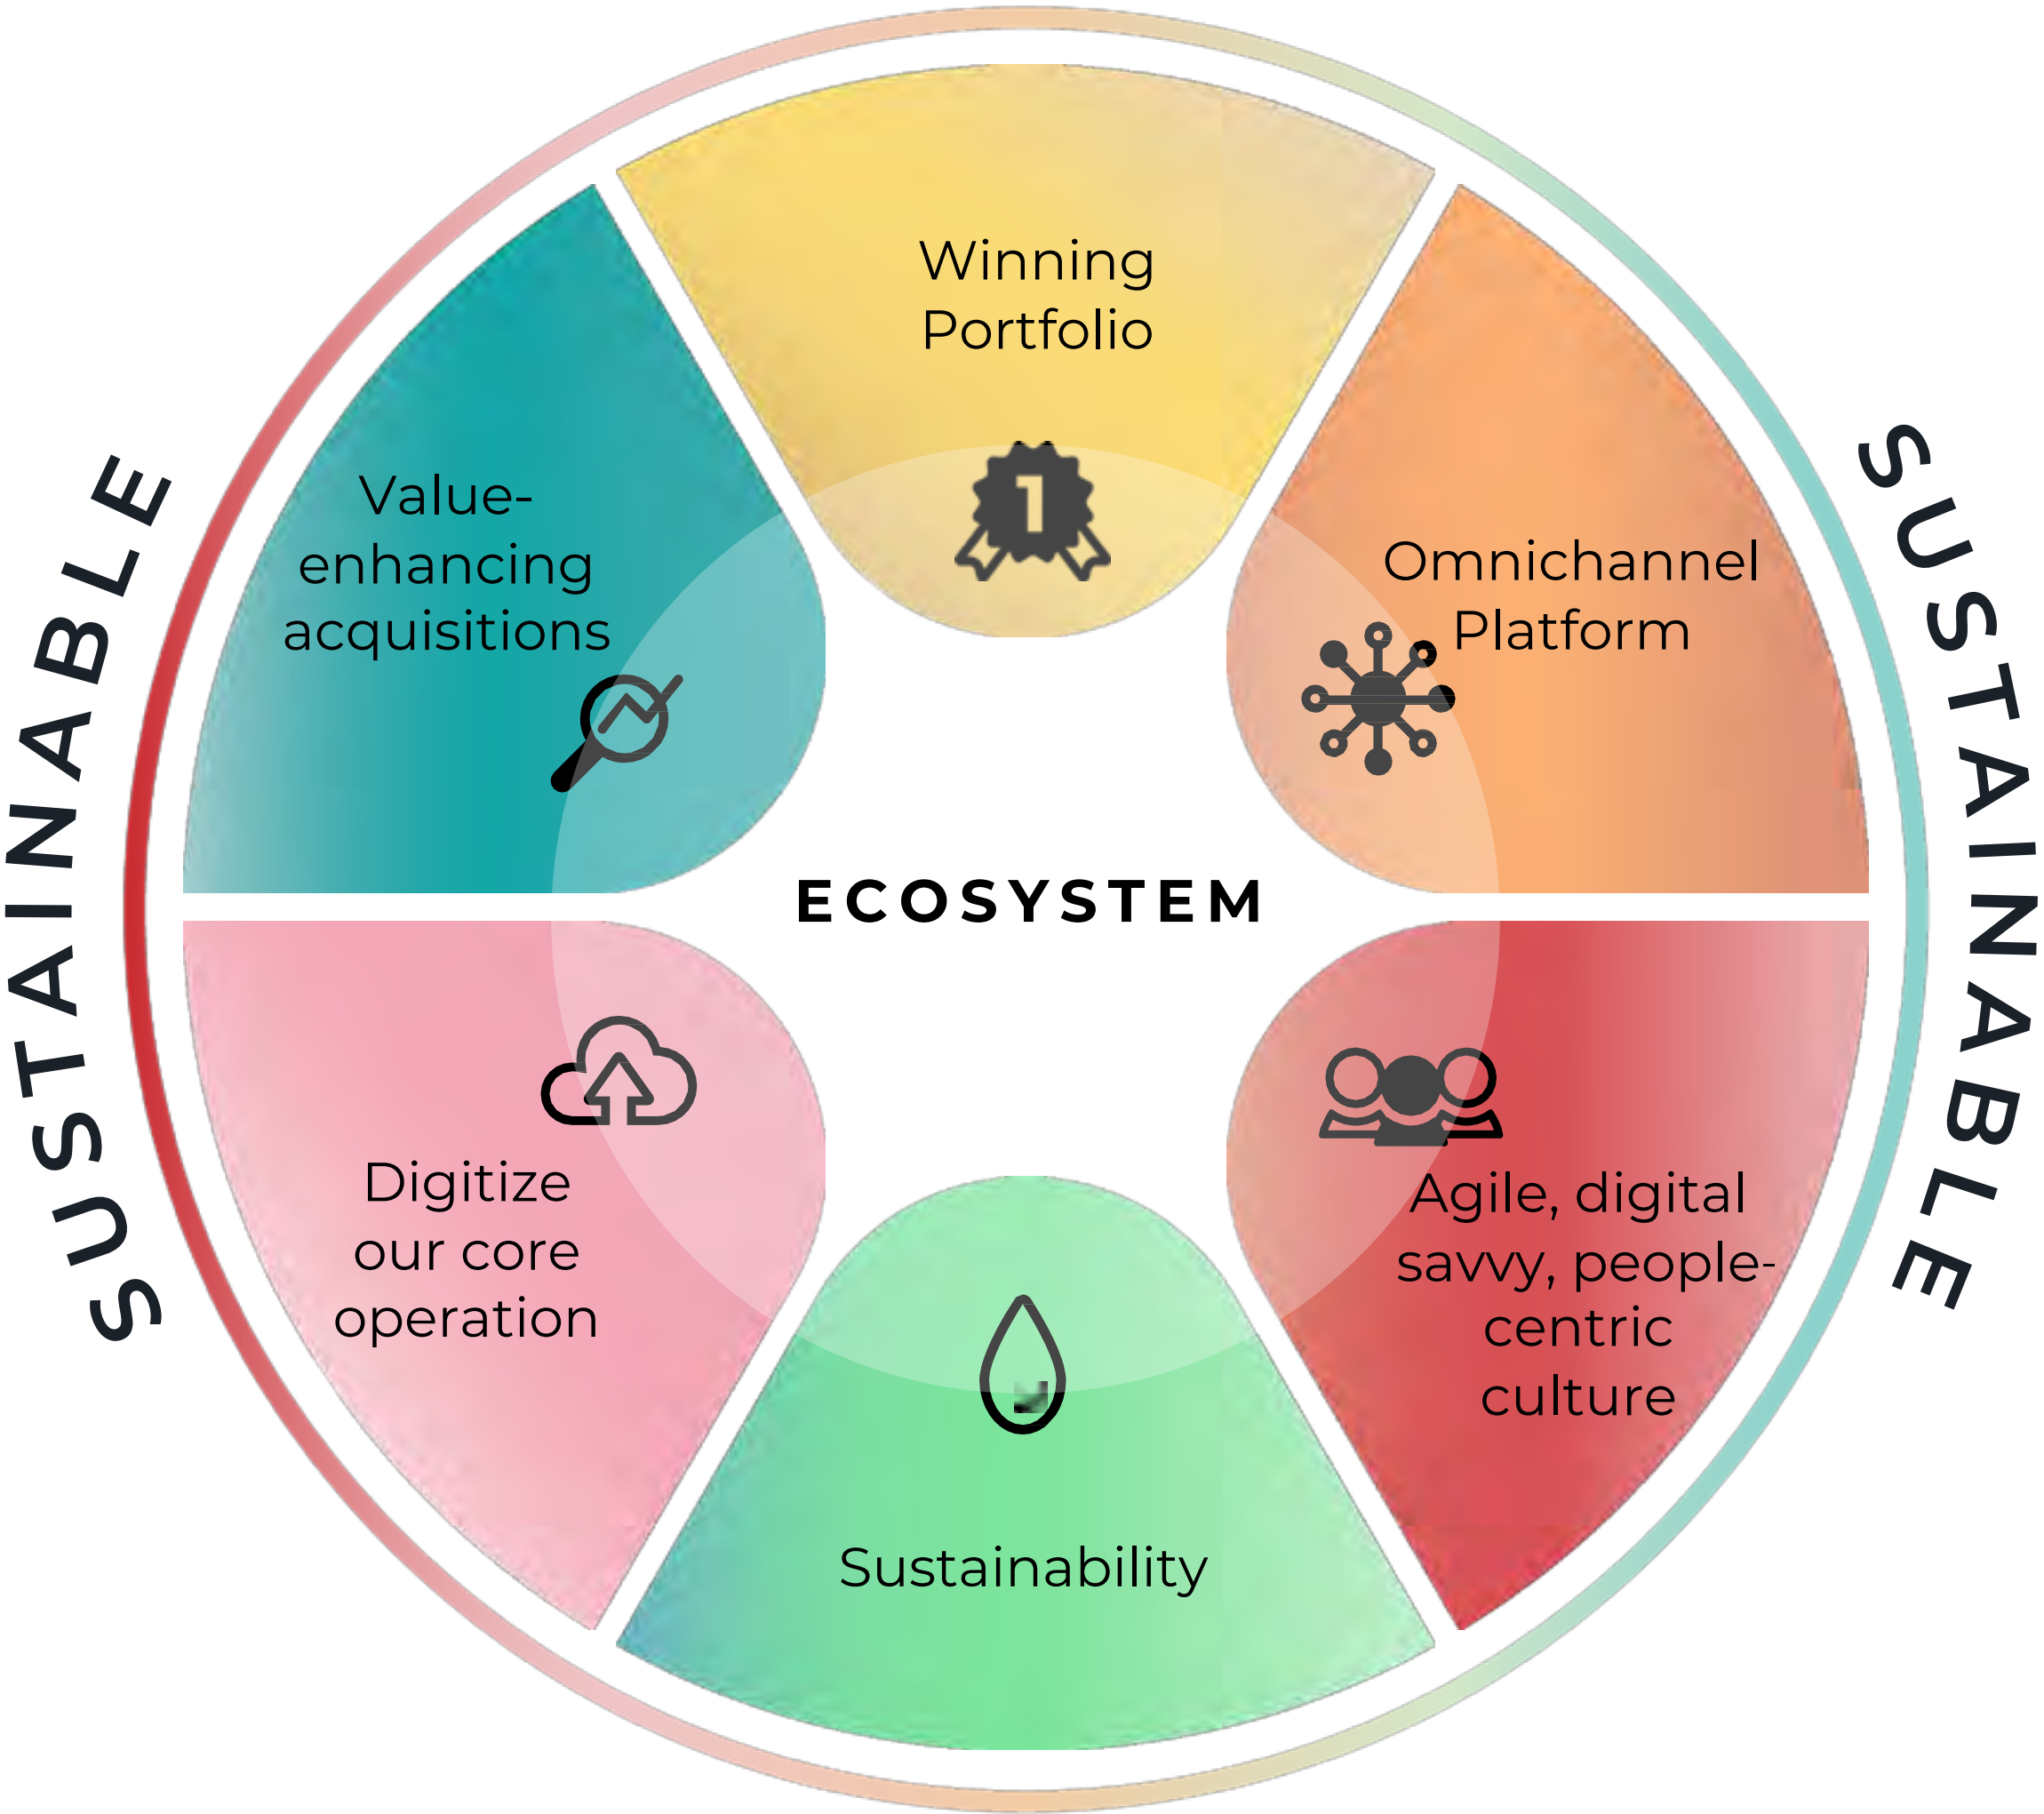 Winning
Portfolio
1
Omnichannel
Platform
Value-
enhancing
acquisitions
SUSTAINABLE
SUSTAINABLE
ECOSYSTEM
Digitize
our core
operation
Agile, digital
savvy, people-
centric
culture
Sustainability